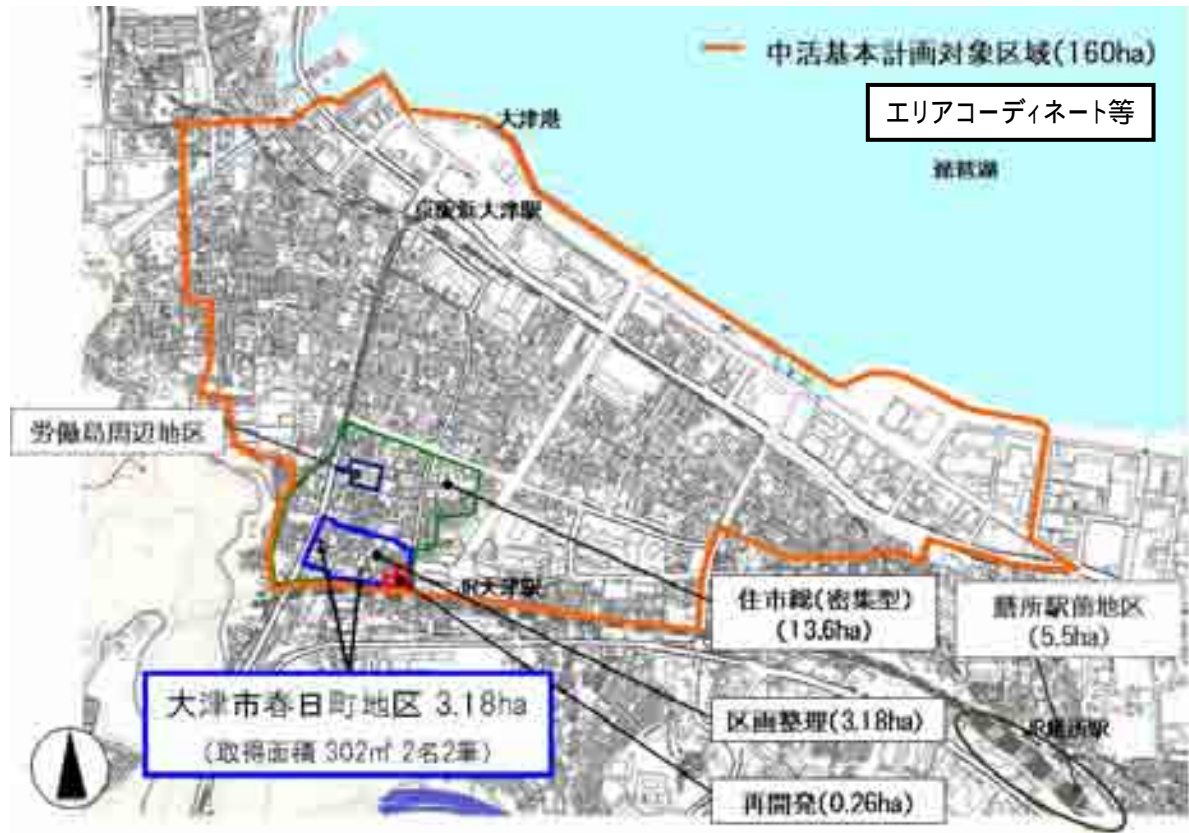 中活基本計画対象区域(160ha)
エリアコーディネート等
大津港
琵琶湖
大津駅
労働局周辺地区
JR大津駅
住市総(密集型)
(13.6ha)
膳所駅前地区
(5.5ha)
大津市春日町地区 3.18ha
(取得面積 302㎡ 2名2筆)
区画整理(3.18ha)
JR膳所駅
再開発(0.26ha)